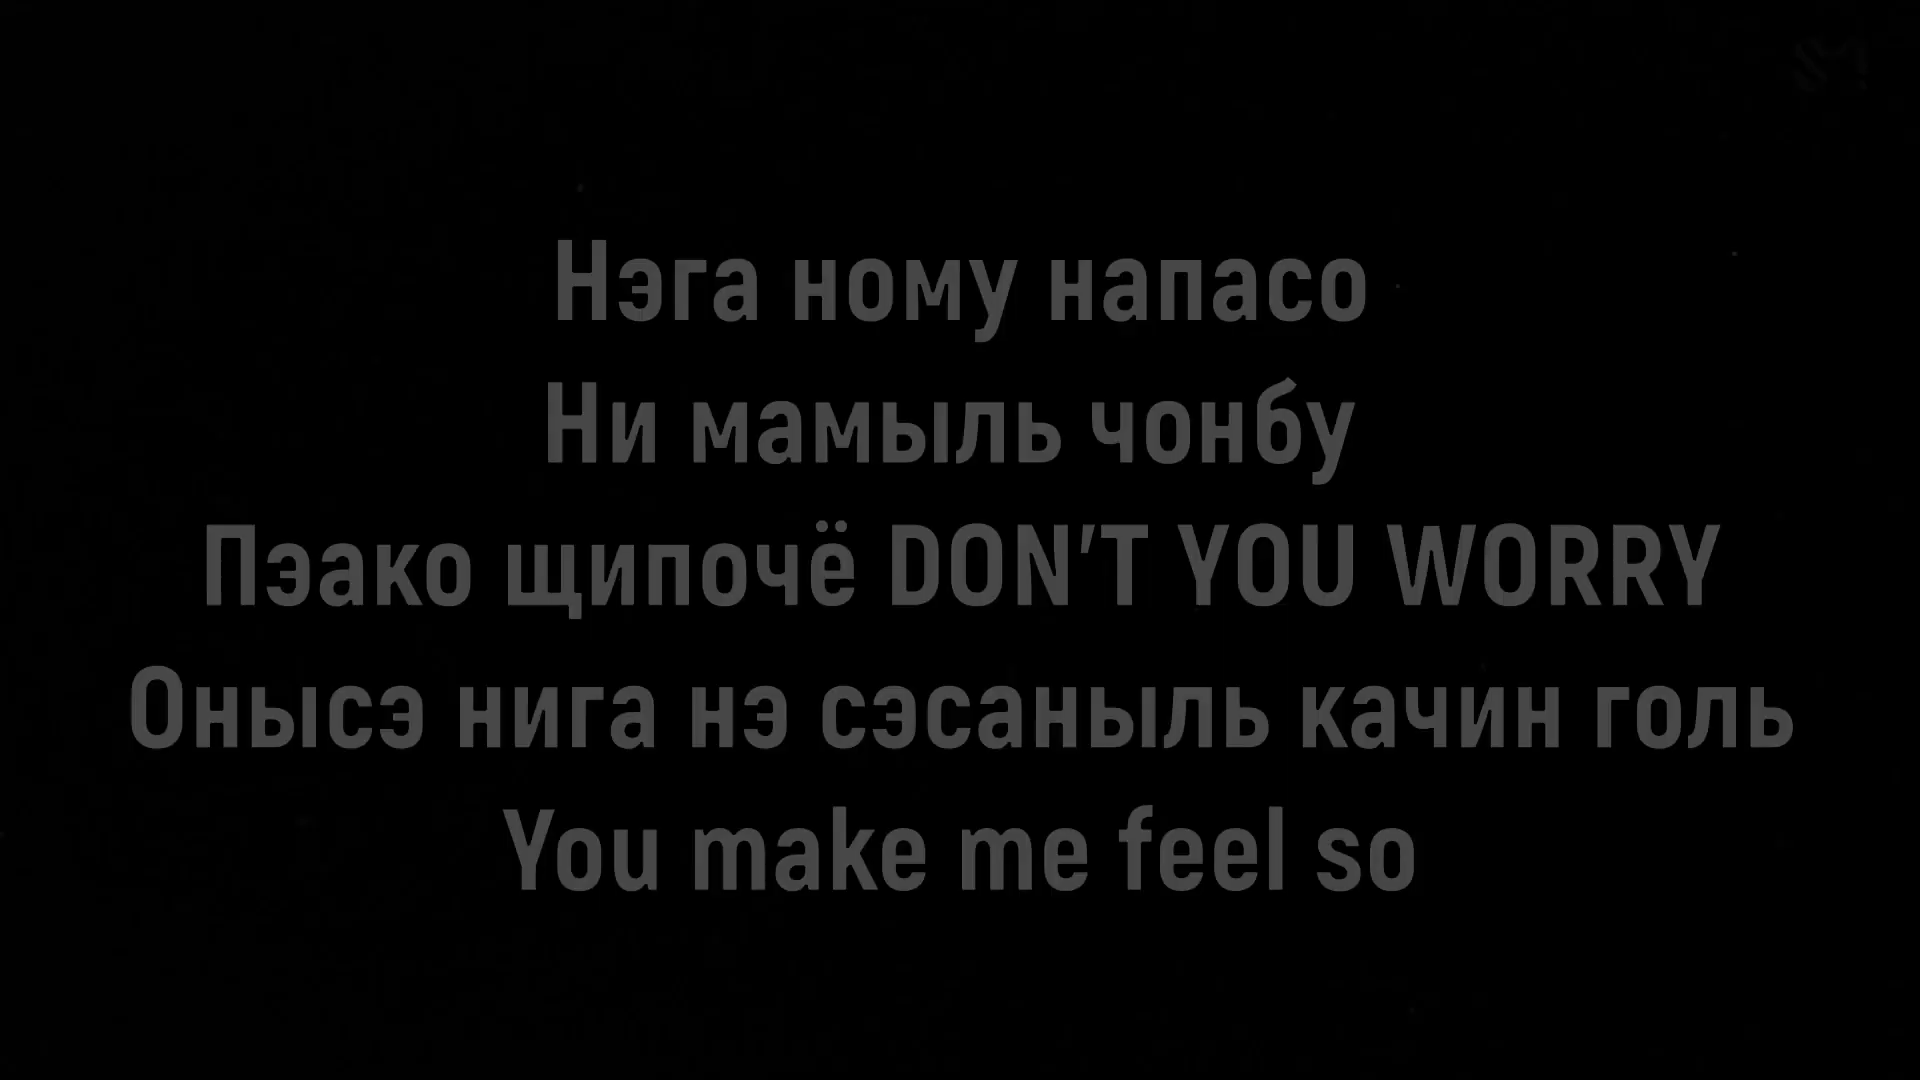 Нэга ному напасо
Ни мамыль чонбу
Пэако щипочё DON'T YOU WORRY
Онысэ нига нэ сэсаныль качин голь
You make me feel so